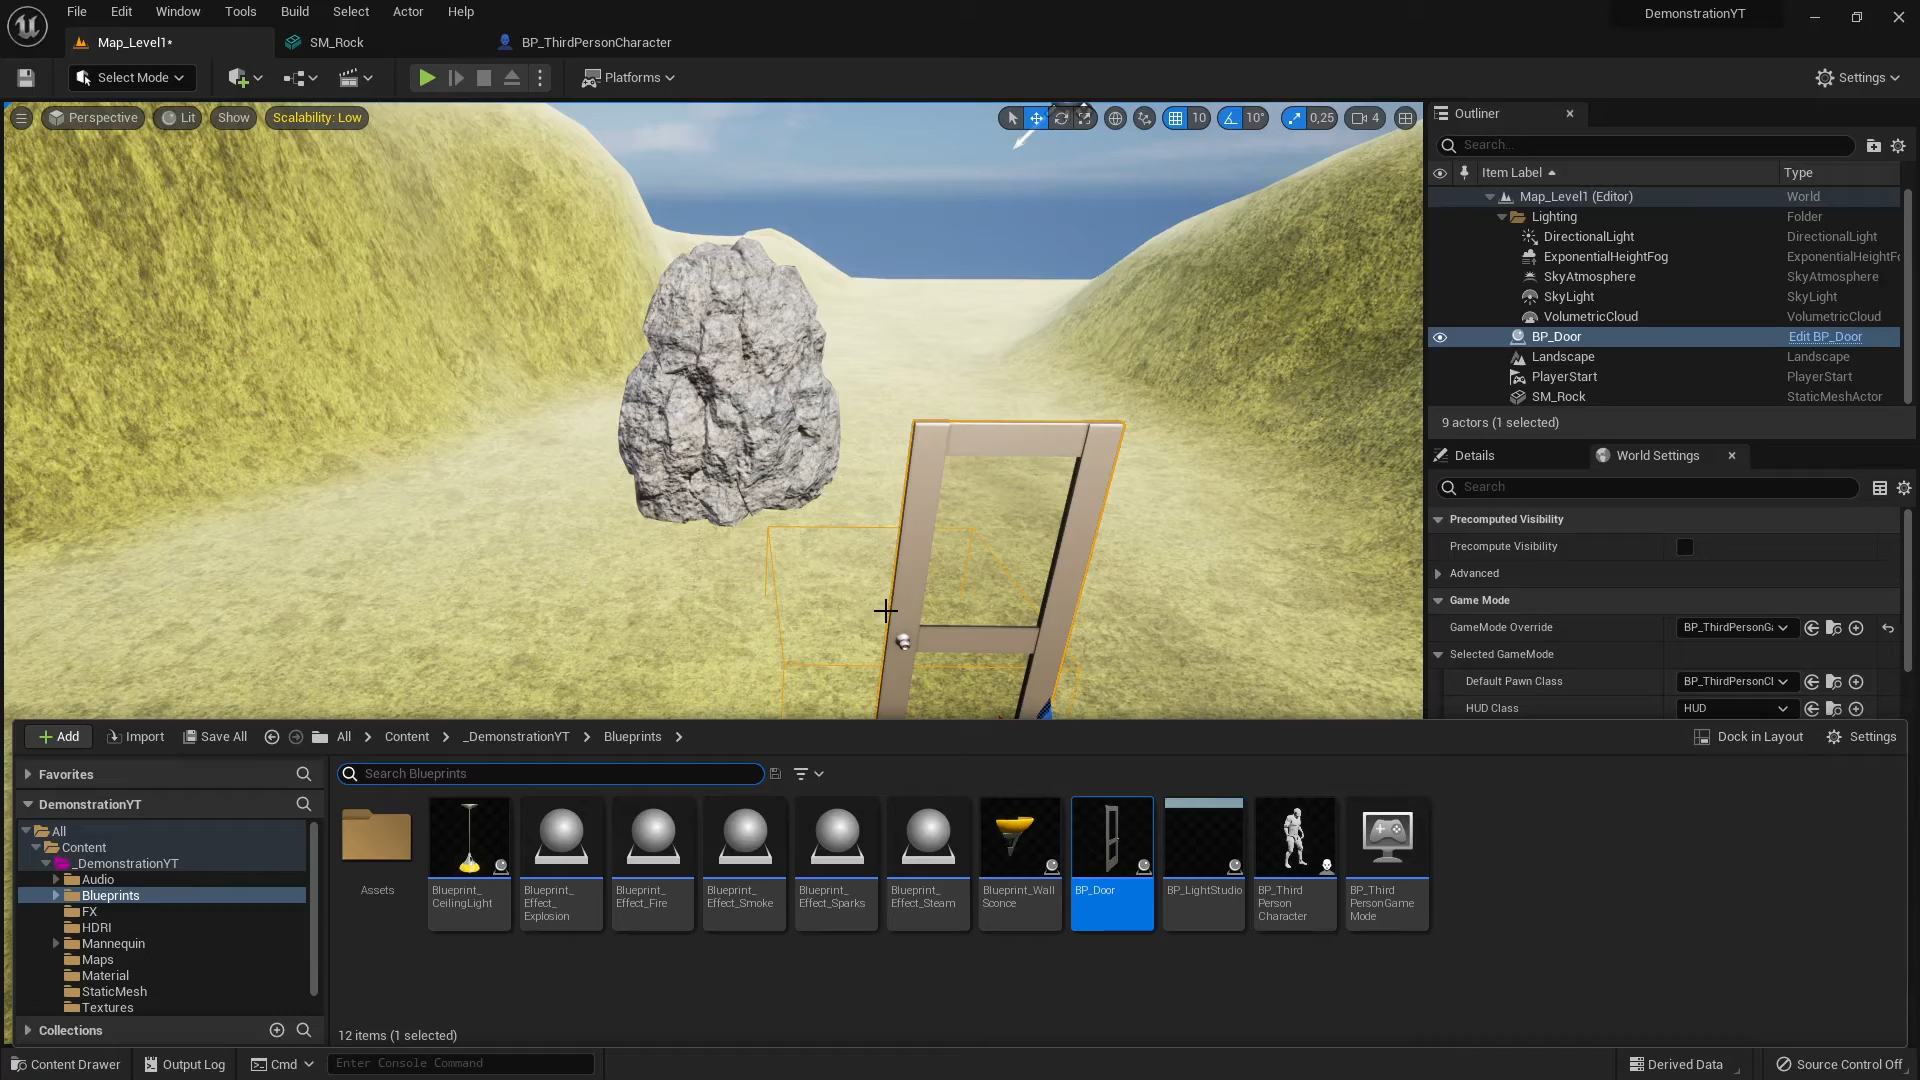 File Edit Window Tools Build Select Actor Help
DemonstrationYT
Map_Level1* SM_Rock BP_ThirdPersonCharacter
Select Mode Platforms Settings
Perspective Lit Show Scalability: Low 10 10° 0,25 4
Outliner
Search...
Item Label Type
Map_Level1 (Editor) World
Lighting Folder
DirectionalLight DirectionalLight
ExponentialHeightFog ExponentialHeightFo
SkyAtmosphere SkyAtmosphere
SkyLight SkyLight
VolumetricCloud VolumetricCloud
BP_Door Edit BP_Door
Landscape Landscape
PlayerStart PlayerStart
SM_Rock StaticMeshActor
9 actors (1 selected)
Details World Settings
Search
Precomputed Visibility
Precompute Visibility
Advanced
Game Mode
GameMode Override BP_ThirdPersonGa
Selected GameMode
Default Pawn Class BP_ThirdPersonCl
HUD Class HUD
Add Import Save All All Content _DemonstrationYT Blueprints Dock in Layout Settings
Favorites
DemonstrationYT
All
Content
_DemonstrationYT
Audio
Blueprints
FX
HDRI
Mannequin
Maps
Material
StaticMesh
Textures
Collections
Search Blueprints
Assets
Blueprint_
CeilingLight
Blueprint_
Effect_
Explosion
Blueprint_
Effect_Fire
Blueprint_
Effect_Smoke
Blueprint_
Effect_Sparks
Blueprint_
Effect_Steam
Blueprint_Wall
Sconce
BP_Door
BP_LightStudio
BP_Third
Person
Character
BP_Third
PersonGame
Mode
12 items (1 selected)
Content Drawer Output Log Cmd Enter Console Command Derived Data Source Control Off